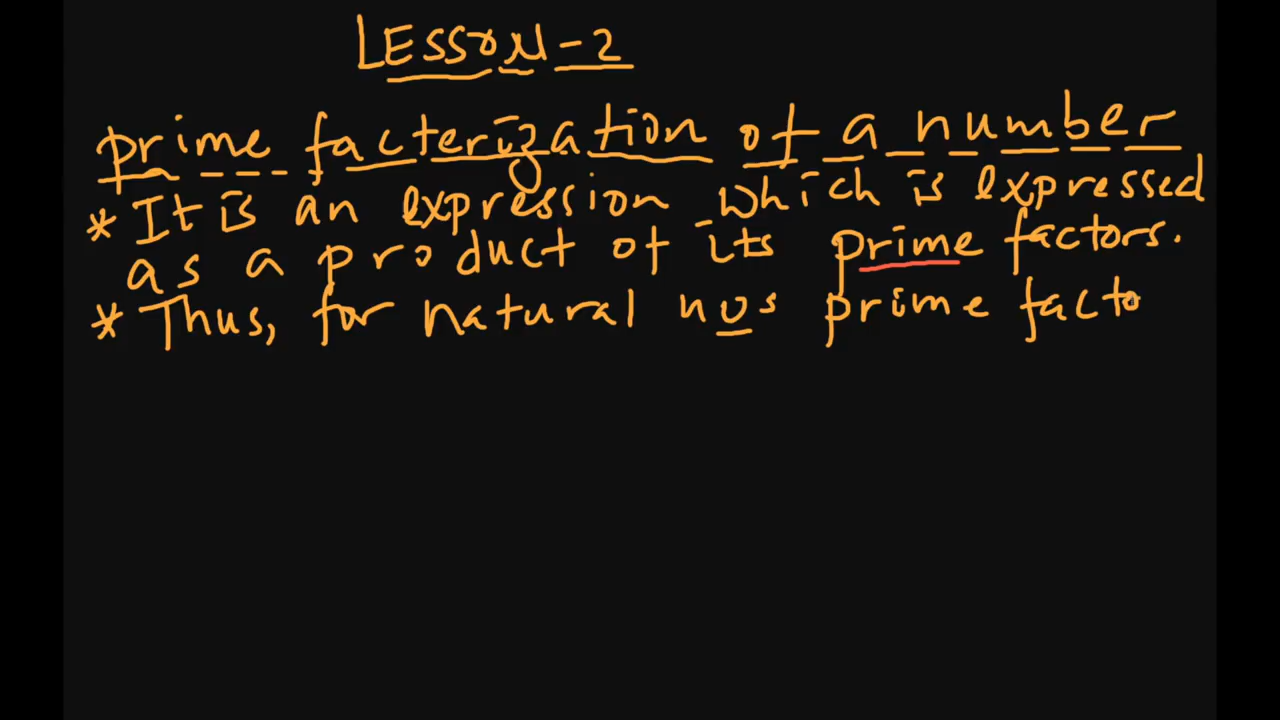 LESSON-2
prime facterization of a number
* It is an expression which is expressed
as a product of its prime factors.
* Thus, for natural nos prime facto